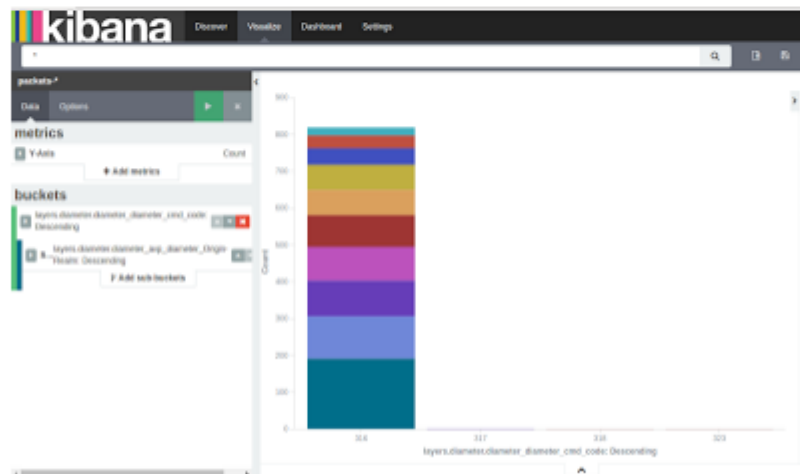 kibana
Discover Visualize Dashboard Settings
*
packets-*
Data Options
metrics
Y-Axis Count
+ Add metrics
buckets
layers.diameter.diameter_diameter_cmd_code:
Descending
layers.diameter.diameter_avp_diameter_Origin-
Realm: Descending
Add sub-buckets
900
800
700
600
500
400
300
200
100
0
Count
316 317 318 323
layers.diameter.diameter_diameter_cmd_code: Descending